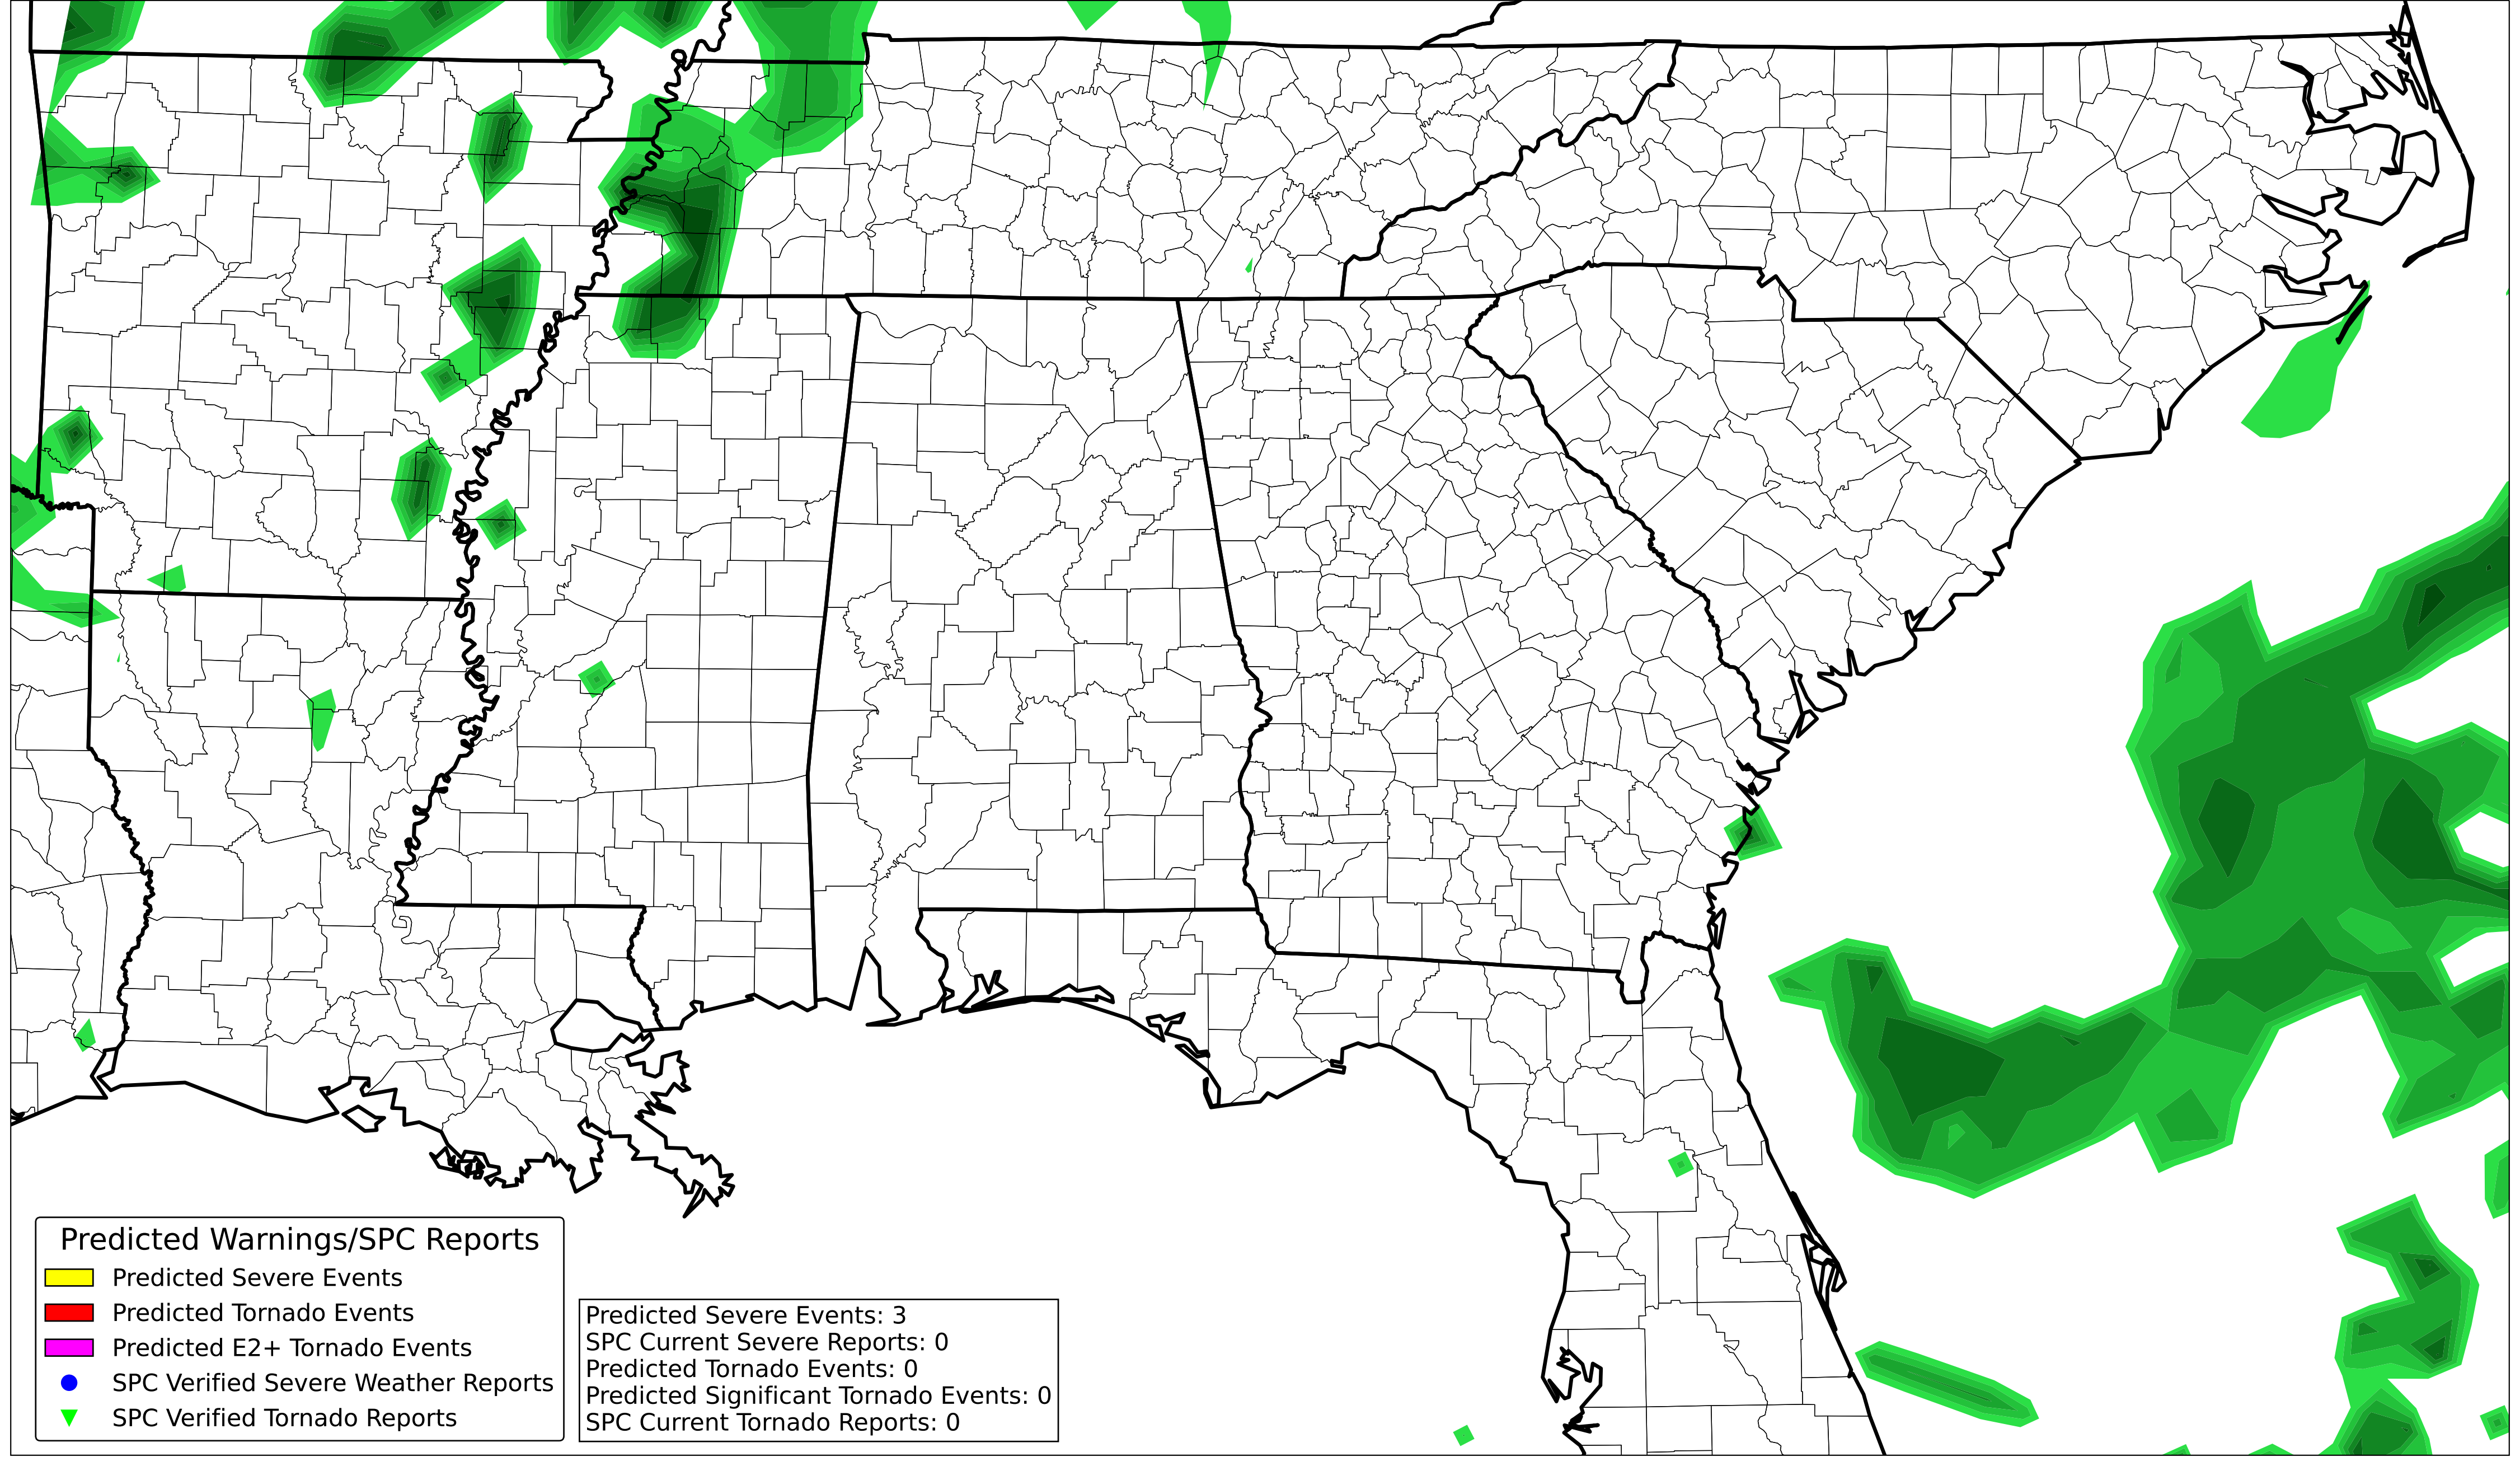 Predicted Warnings/SPC Reports
Predicted Severe Events
Predicted Tornado Events
Predicted E2+ Tornado Events
SPC Verified Severe Weather Reports
SPC Verified Tornado Reports
Predicted Severe Events: 3
SPC Current Severe Reports: 0
Predicted Tornado Events: 0
Predicted Significant Tornado Events: 0
SPC Current Tornado Reports: 0